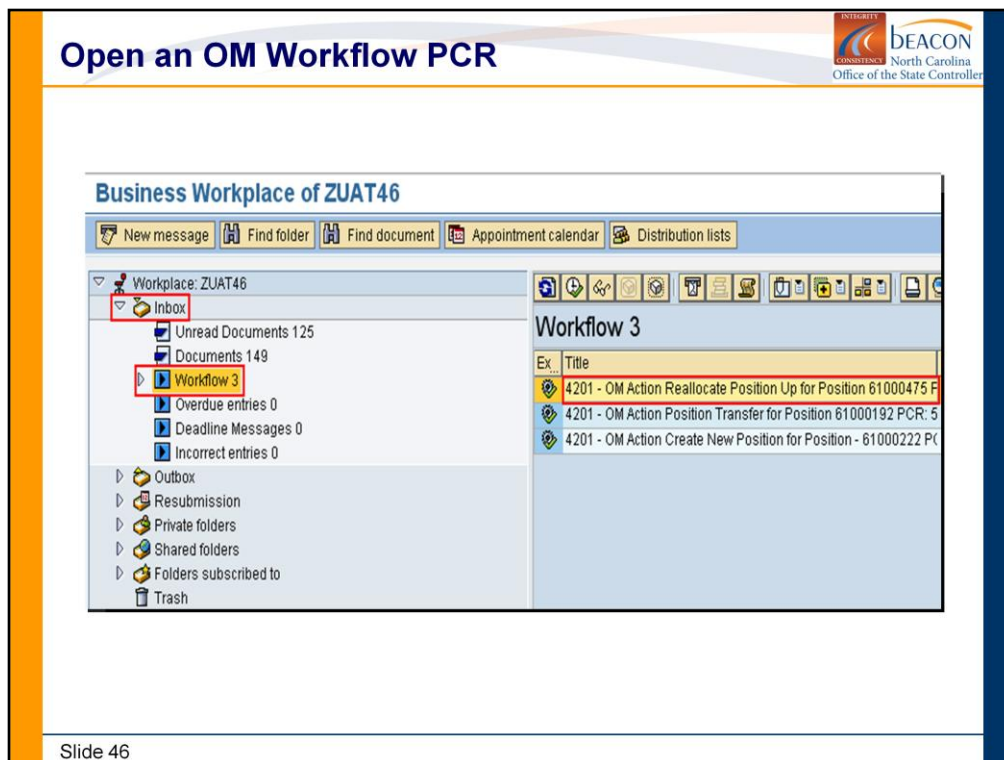 Open an OM Workflow PCR
INTEGRITY
CONSISTENCY
BEACON
North Carolina
Office of the State Controller
Business Workplace of ZUAT46
New message Find folder Find document Appointment calendar Distribution lists
Workplace: ZUAT46
Inbox
Unread Documents 125
Documents 149
Workflow 3
Overdue entries 0
Deadline Messages 0
Incorrect entries 0
Outbox
Resubmission
Private folders
Shared folders
Folders subscribed to
Trash
Workflow 3
Ex... Title
4201 - OM Action Reallocate Position Up for Position 61000475 P
4201 - OM Action Position Transfer for Position 61000192 PCR: 5
4201 - OM Action Create New Position for Position - 61000222 PC
Slide 46